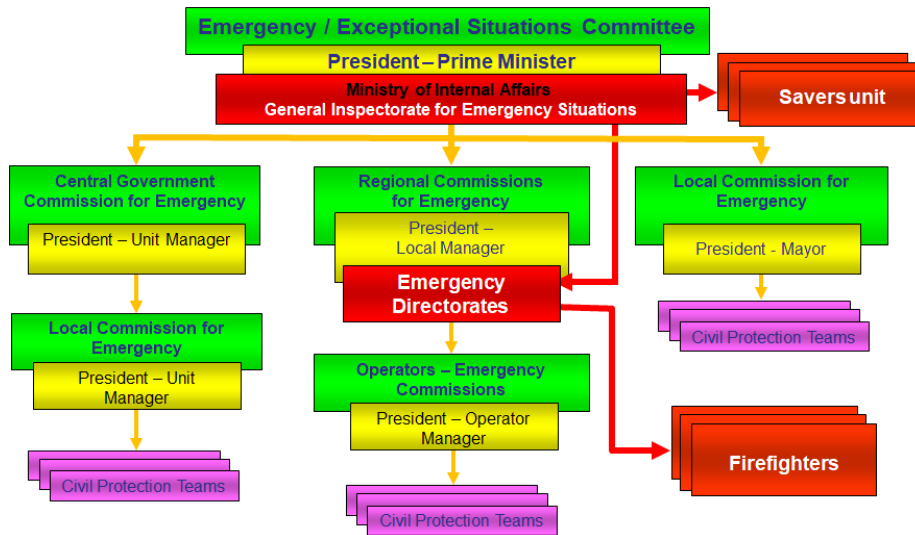 Emergency / Exceptional Situations Committee
President – Prime Minister
Ministry of Internal Affairs
General Inspectorate for Emergency Situations
Savers unit
Central Government
Commission for Emergency
President – Unit Manager
Local Commission for
Emergency
President – Unit
Manager
Civil Protection Teams
Regional Commissions
for Emergency
President –
Local Manager
Emergency
Directorates
Operators – Emergency
Commissions
President – Operator
Manager
Civil Protection Teams
Local Commission for
Emergency
President - Mayor
Civil Protection Teams
Firefighters